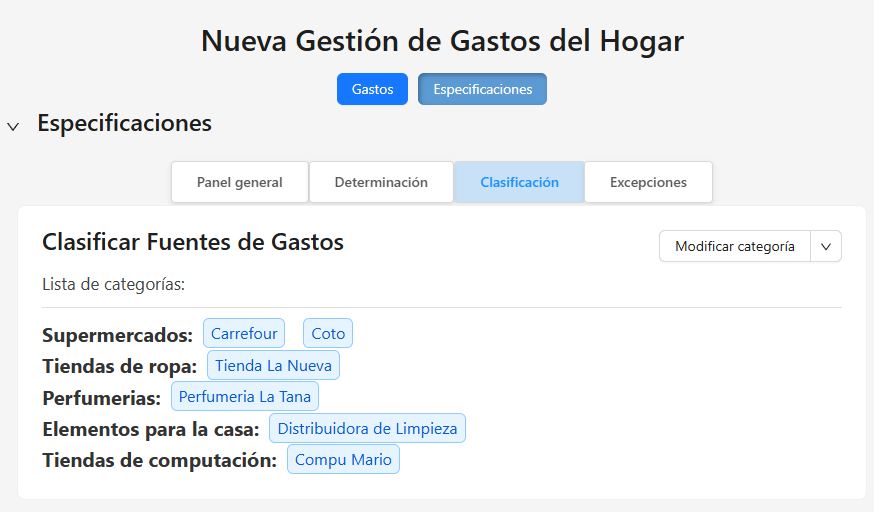 Nueva Gestión de Gastos del Hogar
Gastos Especificaciones
Especificaciones
Panel general Determinación Clasificación Excepciones
Clasificar Fuentes de Gastos Modificar categoría
Lista de categorías:
Supermercados: Carrefour Coto
Tiendas de ropa: Tienda La Nueva
Perfumerias: Perfumeria La Tana
Elementos para la casa: Distribuidora de Limpieza
Tiendas de computación: Compu Mario